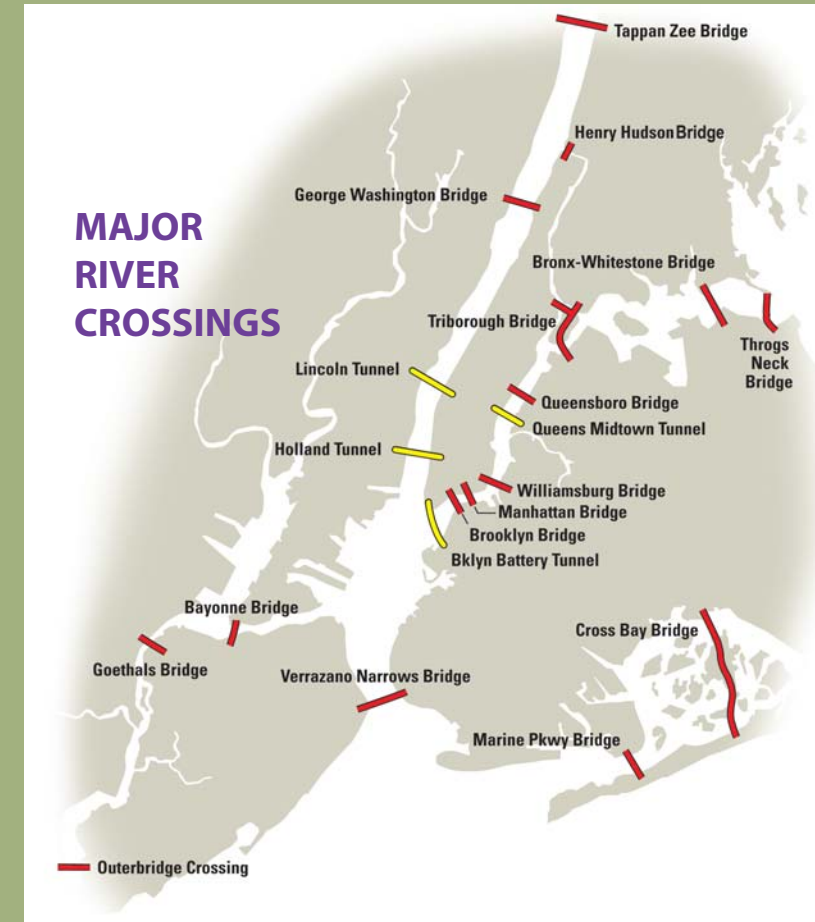 Tappan Zee Bridge
Henry Hudson Bridge
George Washington Bridge
MAJOR
RIVER
CROSSINGS
Bronx-Whitestone Bridge
Triborough Bridge
Throgs
Neck
Bridge
Lincoln Tunnel
Queensboro Bridge
Queens Midtown Tunnel
Holland Tunnel
Williamsburg Bridge
Manhattan Bridge
Brooklyn Bridge
Bklyn Battery Tunnel
Bayonne Bridge
Cross Bay Bridge
Goethals Bridge
Verrazano Narrows Bridge
Marine Pkwy Bridge
Outerbridge Crossing